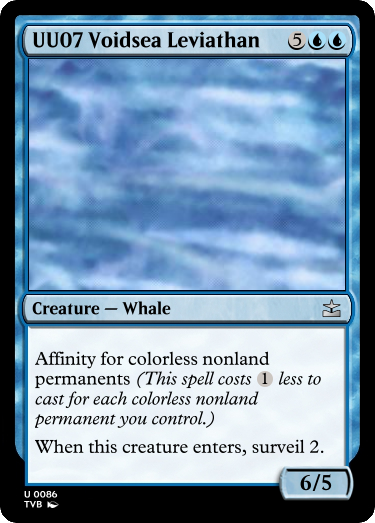 UU07 Voidsea Leviathan 5
Creature — Whale
Affinity for colorless nonland
permanents (This spell costs 1 less to
cast for each colorless nonland
permanent you control.)
When this creature enters, surveil 2.
6/5
U 0086
TVB